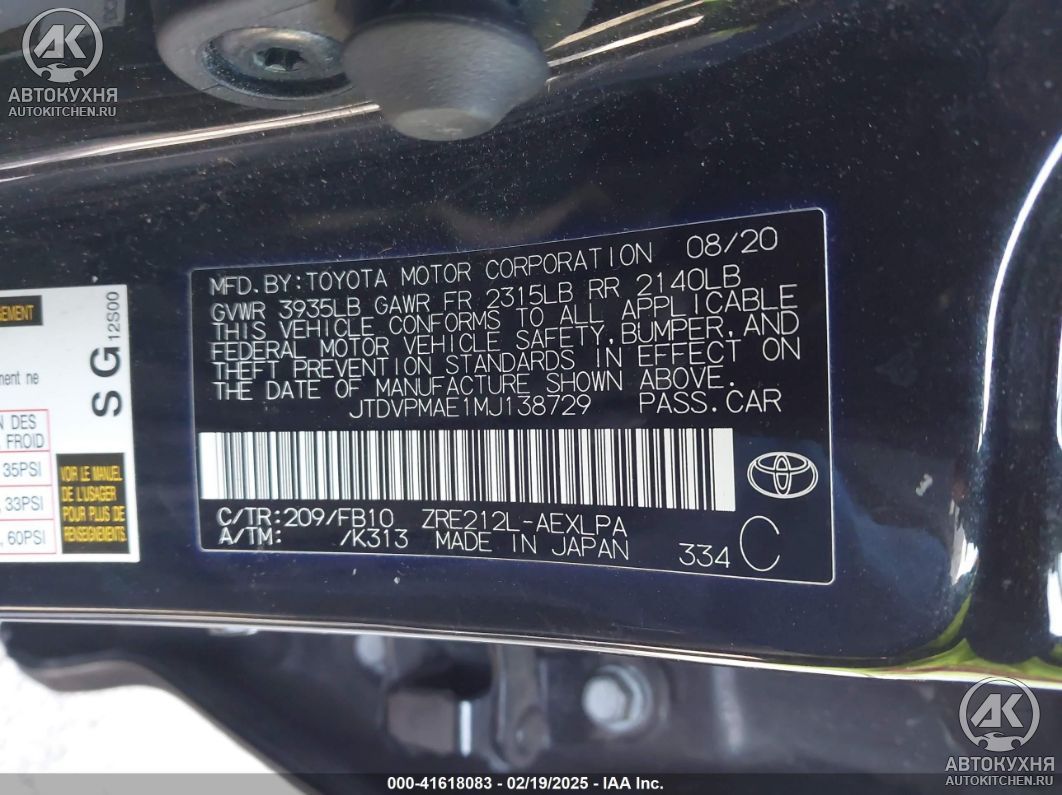 АВТОКУХНЯ
AUTOKITCHEN.RU
MFD.BY:TOYOTA MOTOR CORPORATION 08/20
GVWR 3935LB GAWR FR 2315LB RR 2140LB
THIS VEHICLE CONFORMS TO ALL APPLICABLE
FEDERAL MOTOR VEHICLE SAFETY,BUMPER,AND
THEFT PREVENTION STANDARDS IN EFFECT ON
THE DATE OF MANUFACTURE SHOWN ABOVE.
JTDVPMAE1MJ138729 PASS.CAR
C/TR:209/FB10 ZRE212L-AEXLPA
A/TM: /K313 MADE IN JAPAN 334 C
SG 12S00
ment ne
N DES
FROID
35PSI
, 33PSI
, 60PSI
VOIR LE MANUEL
DE L'USAGER
POUR PLUS DE
RENSEIGNEMENTS
АВТОКУХНЯ
AUTOKITCHEN.RU
000-41618083 - 02/19/2025 - IAA Inc.